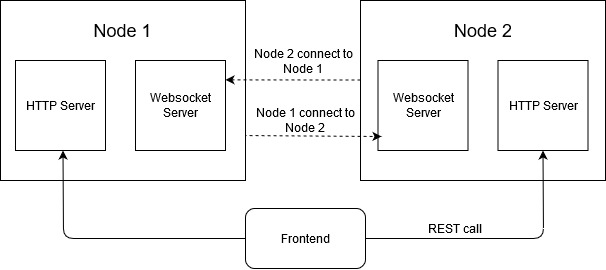 Node 1
Node 2
Node 2 connect to
Node 1
HTTP Server
Websocket
Server
Node 1 connect to
Node 2
Websocket
Server
HTTP Server
Frontend
REST call